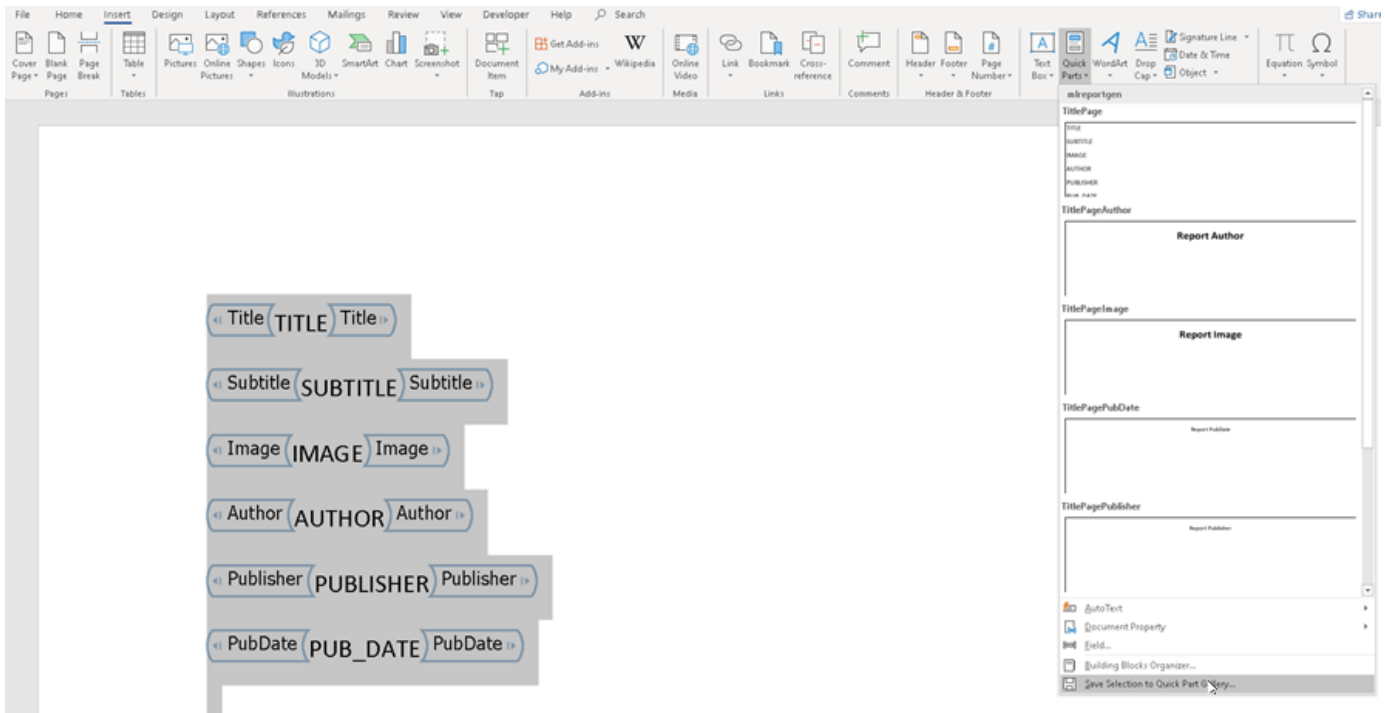 File Home Insert Design Layout References Mailings Review View Developer Help Search Share
Cover Page Blank Page Page Break
Pages
Table
Tables
Pictures Online Pictures Shapes Icons 3D Models SmartArt Chart Screenshot
Illustrations
Document Item
Tap
Get Add-ins
My Add-ins
W
Wikipedia
Add-ins
Online Video
Media
Link Bookmark Cross-reference
Links
Comment
Comments
Header Footer Page Number
Header & Footer
Text Box Quick Parts WordArt Drop Cap
Signature Line
Date & Time
Object
Equation Symbol
mlreportgen
TitlePage
TITLE
SUBTITLE
IMAGE
AUTHOR
PUBLISHER
PUB_DATE
TitlePageAuthor
Report Author
TitlePageImage
Report Image
TitlePagePubDate
Report PubDate
TitlePagePublisher
Report Publisher
AutoText
Document Property
Field...
Building Blocks Organizer...
Save Selection to Quick Part Gallery...
Title TITLE Title
Subtitle SUBTITLE Subtitle
Image IMAGE Image
Author AUTHOR Author
Publisher PUBLISHER Publisher
PubDate PUB_DATE PubDate